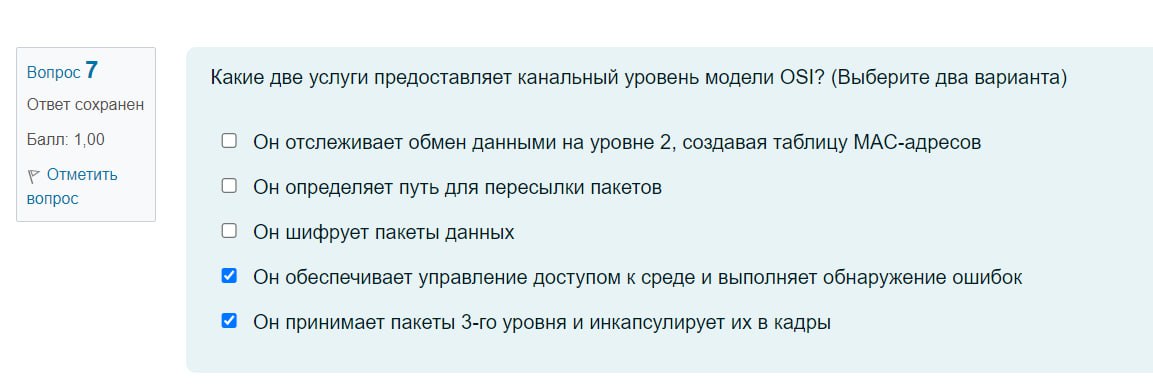 Вопрос 7
Ответ сохранен
Балл: 1,00
Отметить
вопрос
Какие две услуги предоставляет канальный уровень модели OSI? (Выберите два варианта)
Он отслеживает обмен данными на уровне 2, создавая таблицу MAC-адресов
Он определяет путь для пересылки пакетов
Он шифрует пакеты данных
Он обеспечивает управление доступом к среде и выполняет обнаружение ошибок
Он принимает пакеты 3-го уровня и инкапсулирует их в кадры